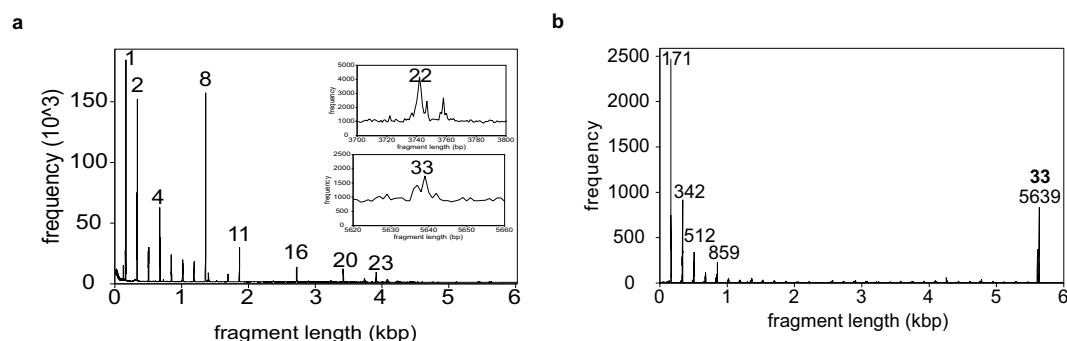 a
frequency (10^3)
150
100
50
0
1
2
4
8
11
16
20
23
0 1 2 3 4 5 6
fragment length (kbp)
frequency
5000
4000
3000
2000
1000
0
22
3700 3720 3740 3760 3780 3800
fragment length (bp)
frequency
2500
2000
1500
1000
500
0
33
5620 5630 5640 5650 5660
fragment length (bp)
b
frequency
2500
2000
1500
1000
500
0
171
342
512
859
33
5639
0 1 2 3 4 5 6
fragment length (kbp)